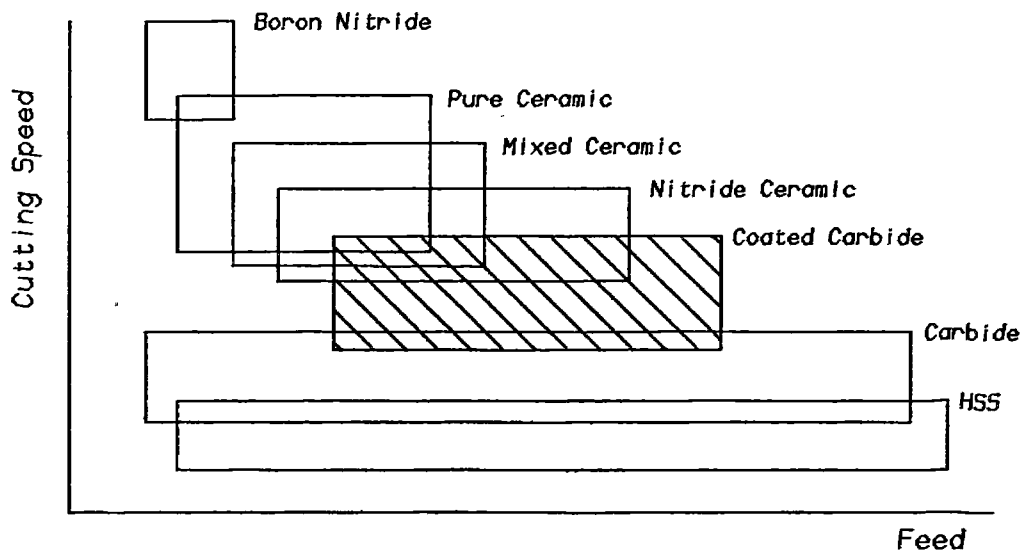 Boron Nitride
Pure Ceramic
Mixed Ceramic
Nitride Ceramic
Coated Carbide
Carbide
HSS
Cutting Speed
Feed